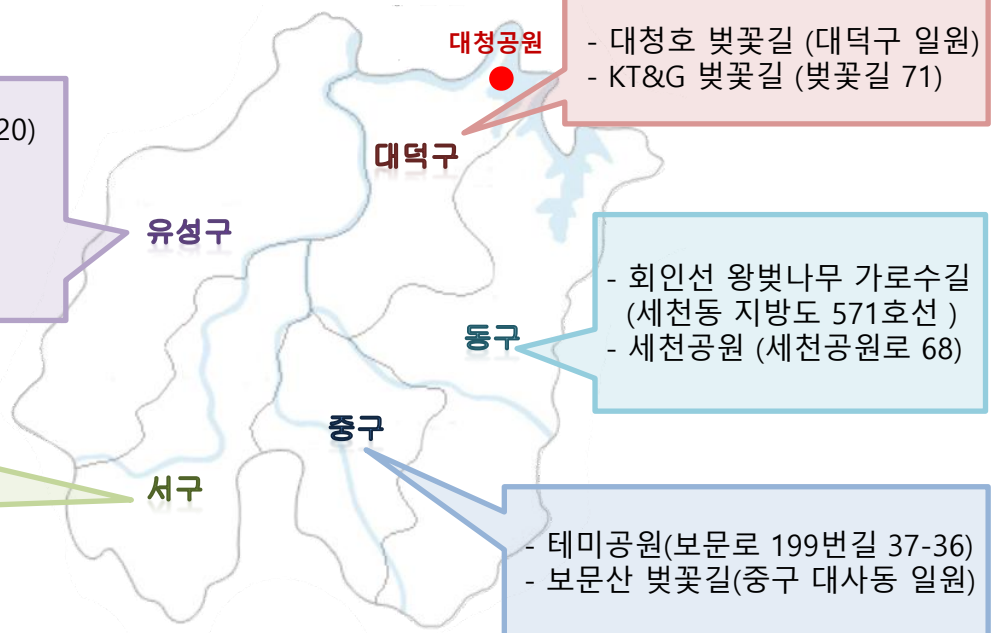 대청공원
- 대청호 벚꽃길 (대덕구 일원)
- KT&G 벚꽃길 (벚꽃길 71)
20)
대덕구
유성구
- 회인선 왕벚나무 가로수길
(세천동 지방도 571호선 )
- 세천공원 (세천공원로 68)
동구
중구
서구
- 테미공원(보문로 199번길 37-36)
- 보문산 벚꽃길(중구 대사동 일원)